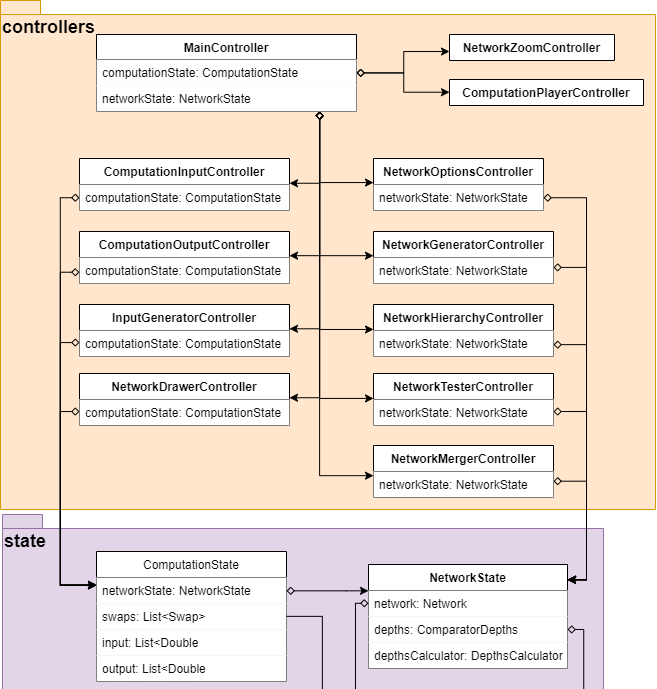 controllers
MainController
computationState: ComputationState
networkState: NetworkState
NetworkZoomController
ComputationPlayerController
ComputationInputController
computationState: ComputationState
NetworkOptionsController
networkState: NetworkState
ComputationOutputController
computationState: ComputationState
NetworkGeneratorController
networkState: NetworkState
InputGeneratorController
computationState: ComputationState
NetworkHierarchyController
networkState: NetworkState
NetworkDrawerController
computationState: ComputationState
NetworkTesterController
networkState: NetworkState
NetworkMergerController
networkState: NetworkState
state
ComputationState
networkState: NetworkState
swaps: List<Swap>
input: List<Double
output: List<Double
NetworkState
network: Network
depths: ComparatorDepths
depthsCalculator: DepthsCalculator